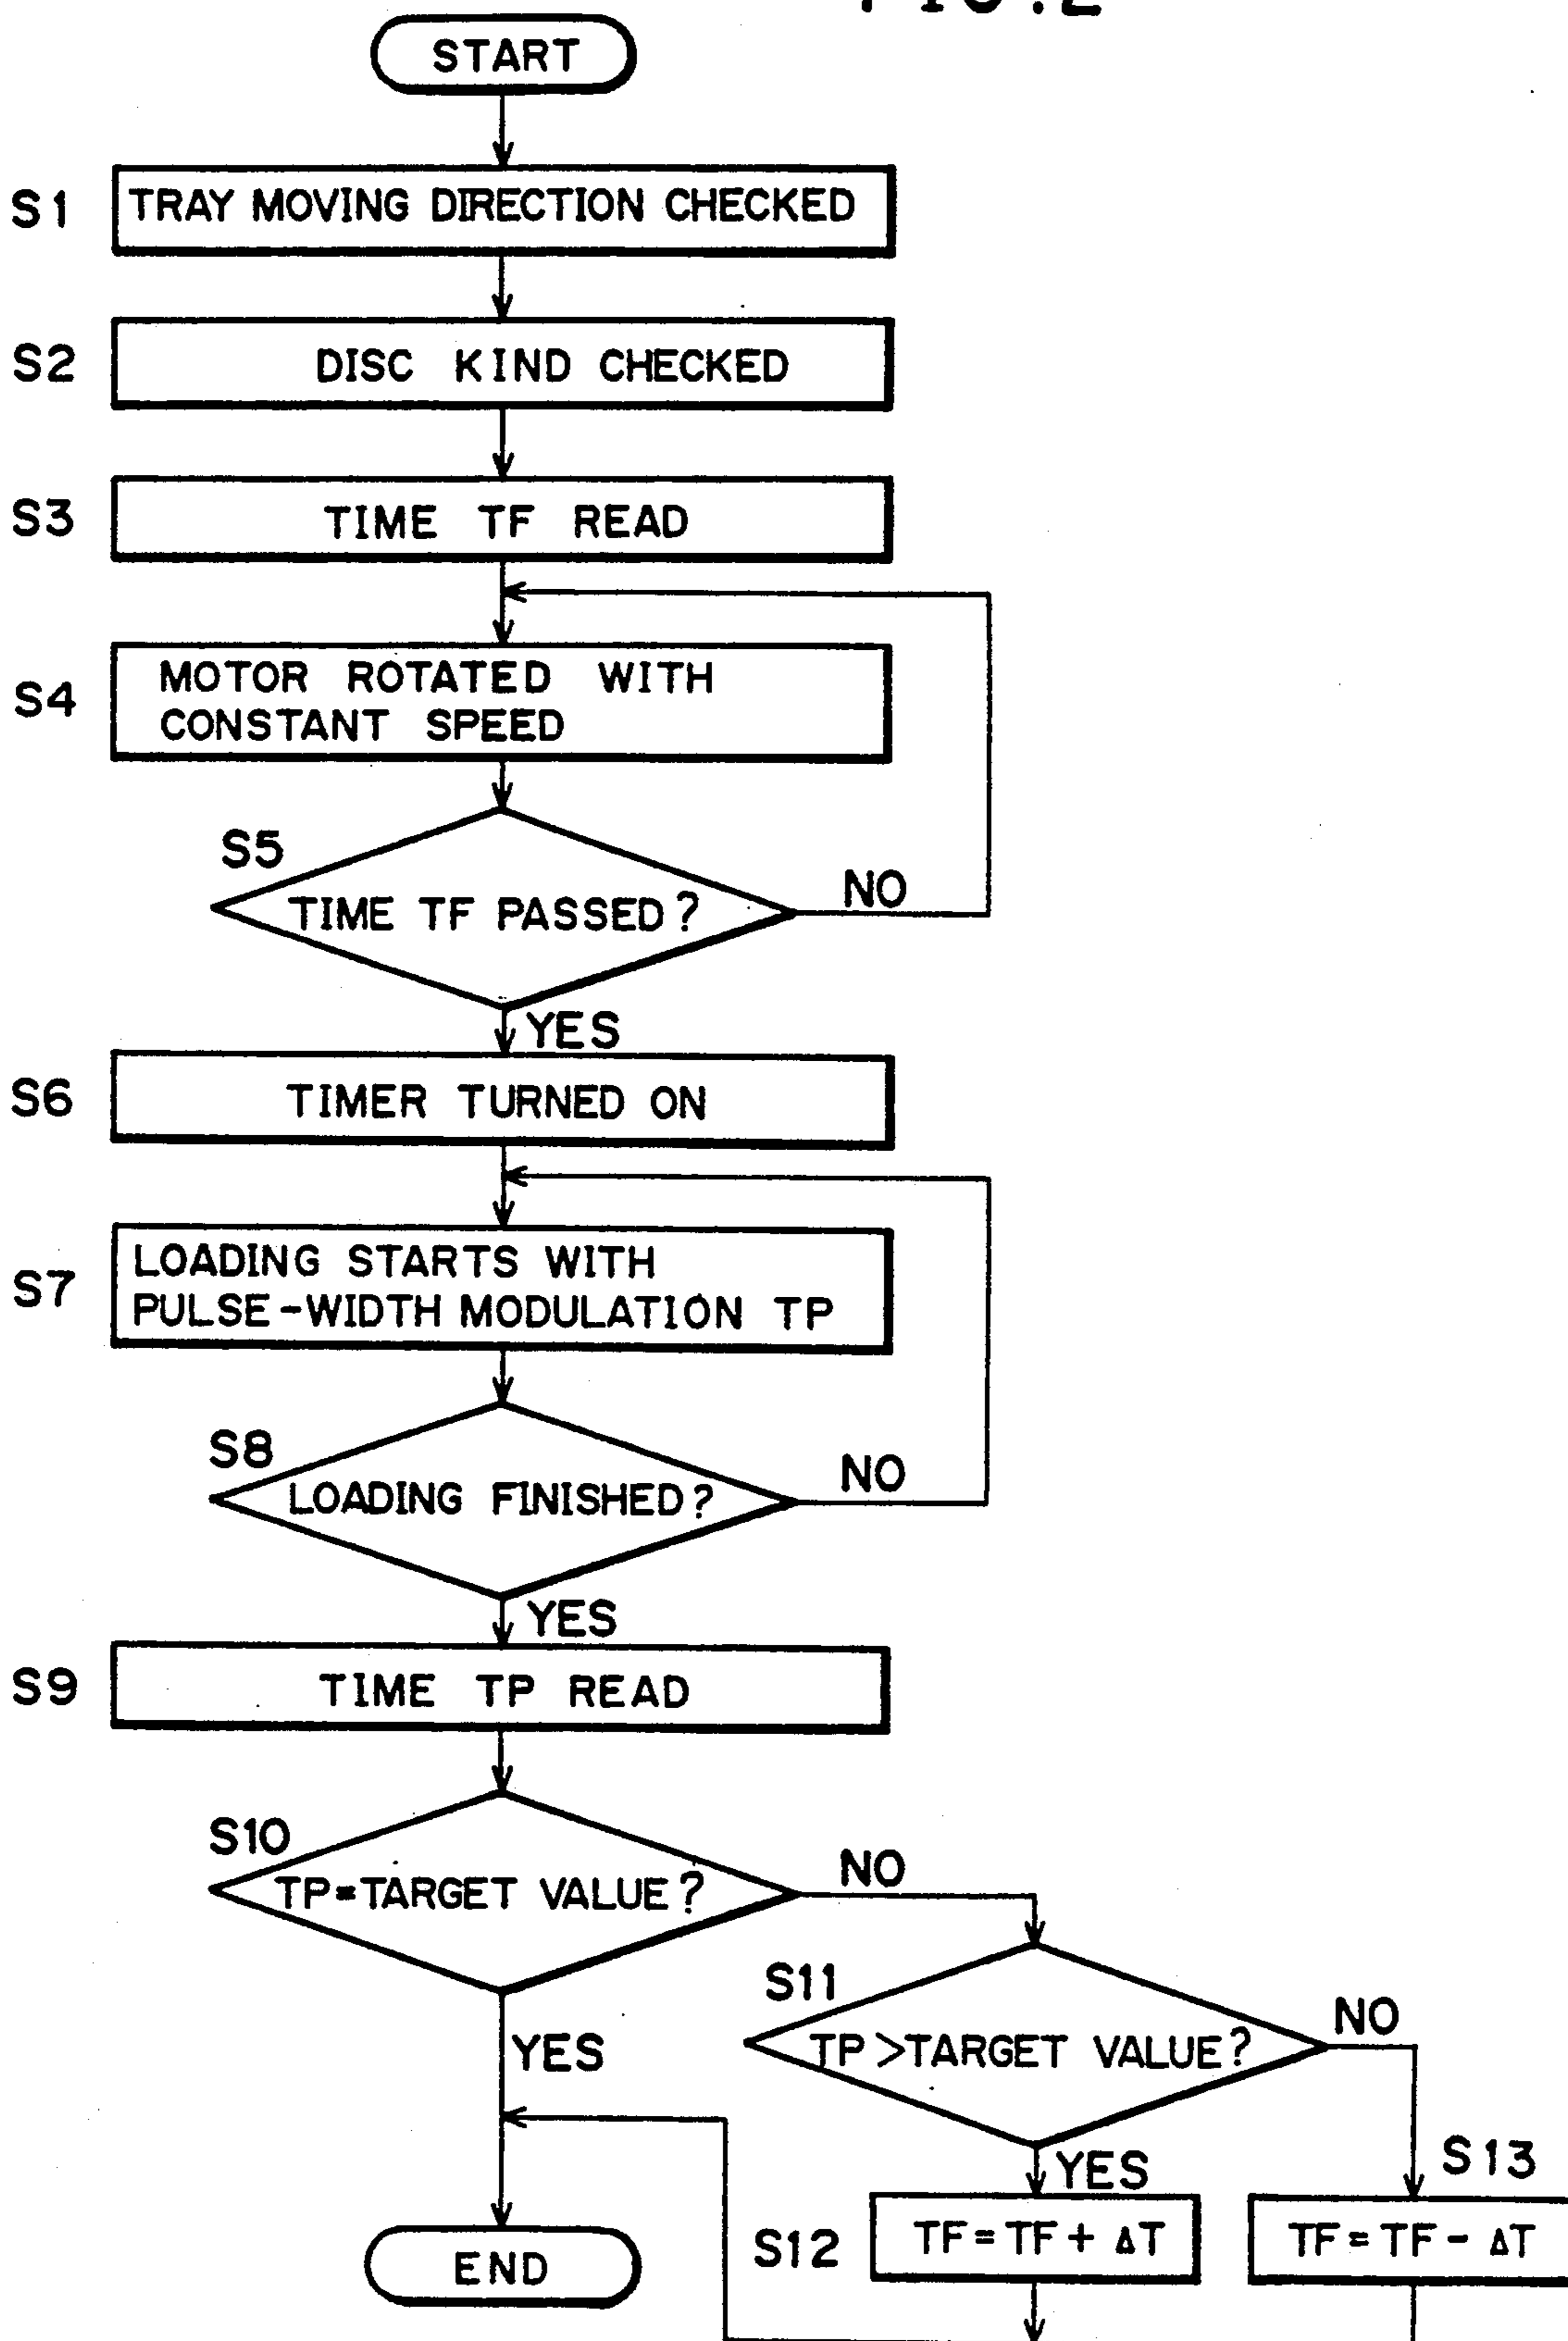 FIG.2
START
S1
TRAY MOVING DIRECTION CHECKED
S2
DISC KIND CHECKED
S3
TIME TF READ
S4
MOTOR ROTATED WITH
CONSTANT SPEED
S5
TIME TF PASSED?
NO
YES
S6
TIMER TURNED ON
S7
LOADING STARTS WITH
PULSE-WIDTH MODULATION TP
S8
LOADING FINISHED?
NO
YES
S9
TIME TP READ
S10
TP=TARGET VALUE?
NO
YES
S11
TP>TARGET VALUE?
NO
YES
S12
TF=TF+ΔT
S13
TF=TF-ΔT
END